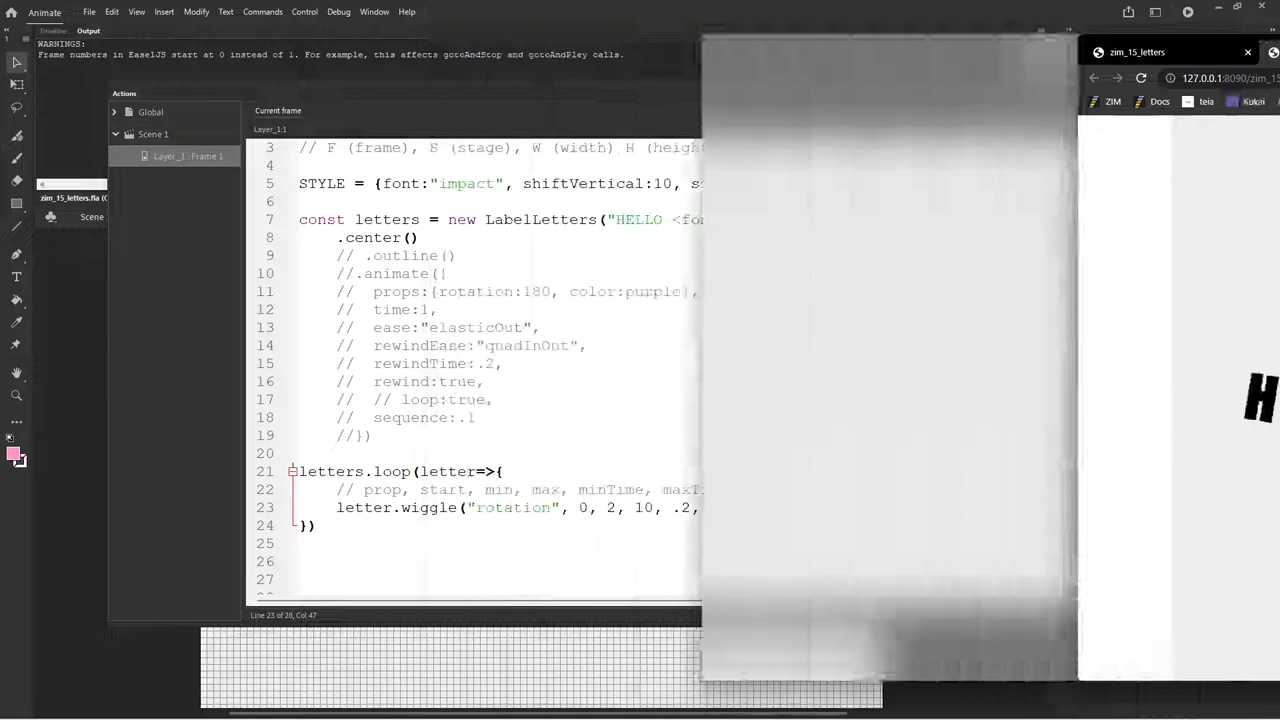 Animate File Edit View Insert Modify Text Commands Control Debug Window Help
Timeline Output
WARNINGS:
Frame numbers in EaselJS start at 0 instead of 1. For example, this affects gotoAndStop and gotoAndPlay calls.
zim_15_letters
127.0.0.1:8090/zim_15
ZIM Docs teia Kukai
Actions
Global
Scene 1
Layer_1: Frame 1
zim_15_letters.fla (
Scene
Current frame
Layer_1:1
3 // F (frame), S (stage), W (width) H (heigh
4
5 STYLE = {font:"impact", shiftVertical:10, s
6
7 const letters = new LabelLetters("HELLO <fo
8 .center()
9 // .outline()
10 //.animate({
11 // props:{rotation:180, color:purple},
12 // time:1,
13 // ease:"elasticOut",
14 // rewindEase:"quadInOut",
15 // rewindTime:.2,
16 // rewind:true,
17 // // loop:true,
18 // sequence:.1
19 //})
20
21 letters.loop(letter=>{
22 // prop, start, min, max, minTime, maxT
23 letter.wiggle("rotation", 0, 2, 10, .2,
24 })
25
26
27
Line 23 of 28, Col 47
H